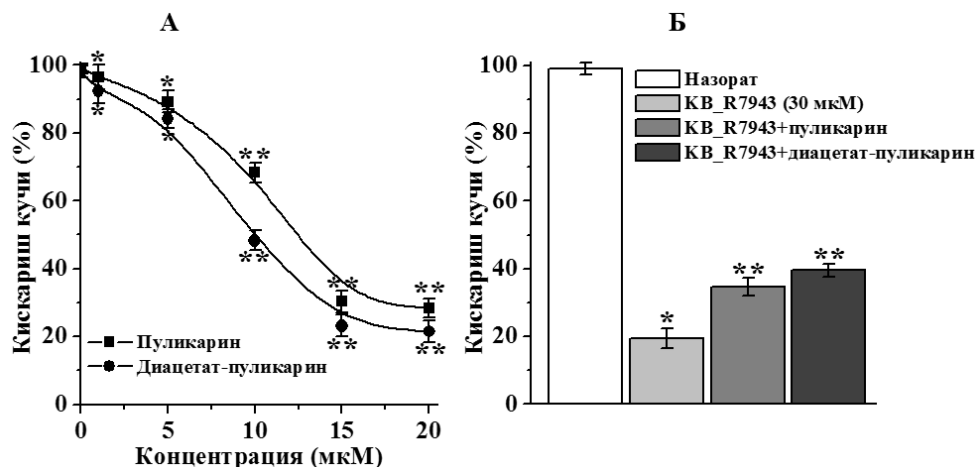 А
Кискариш кучи (%)
100
80
60
40
20
0
* * * * ** ** ** ** ** **
Пуликарин
Диацетат-пуликарин
0 5 10 15 20
Концентрация (мкМ)
Б
Кискариш кучи (%)
100
80
60
40
20
0
Назорат
KB_R7943 (30 мкМ)
KB_R7943+пуликарин
KB_R7943+диацетат-пуликарин
* ** **